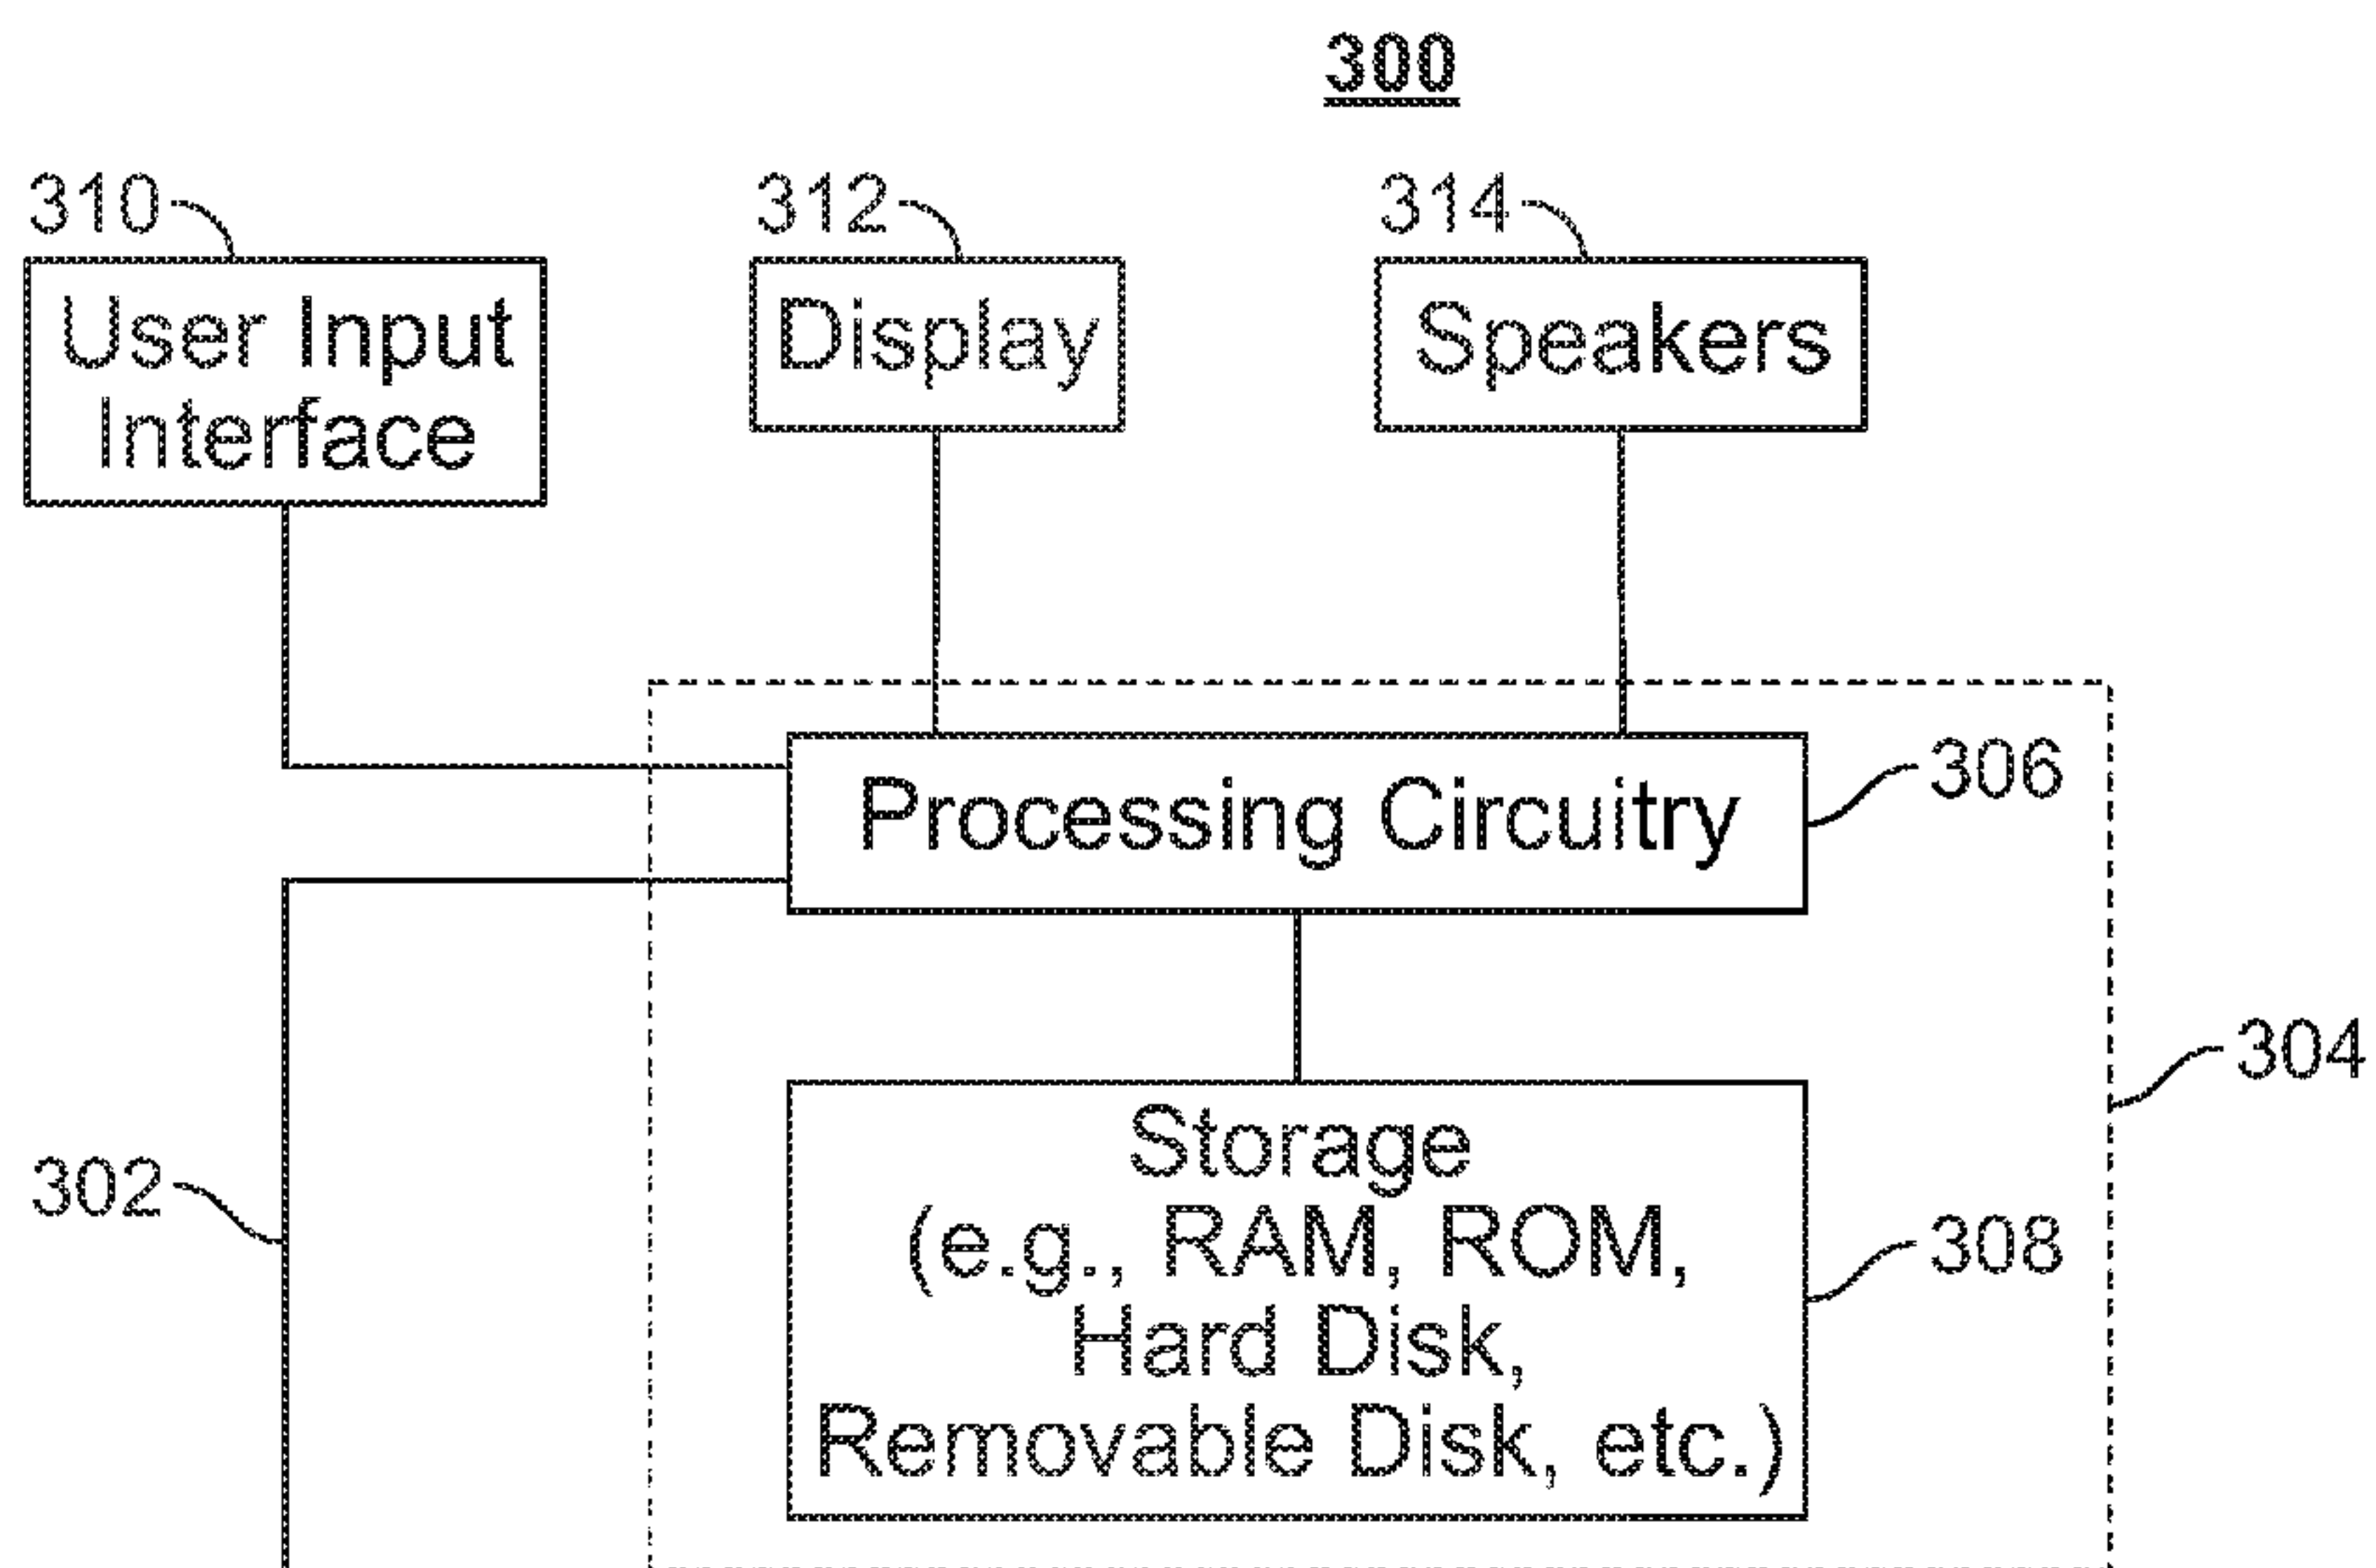 300
310
312
314
User Input
Interface
Display
Speakers
Processing Circuitry
306
304
302
Storage
(e.g., RAM, ROM,
Hard Disk,
Removable Disk, etc.)
308